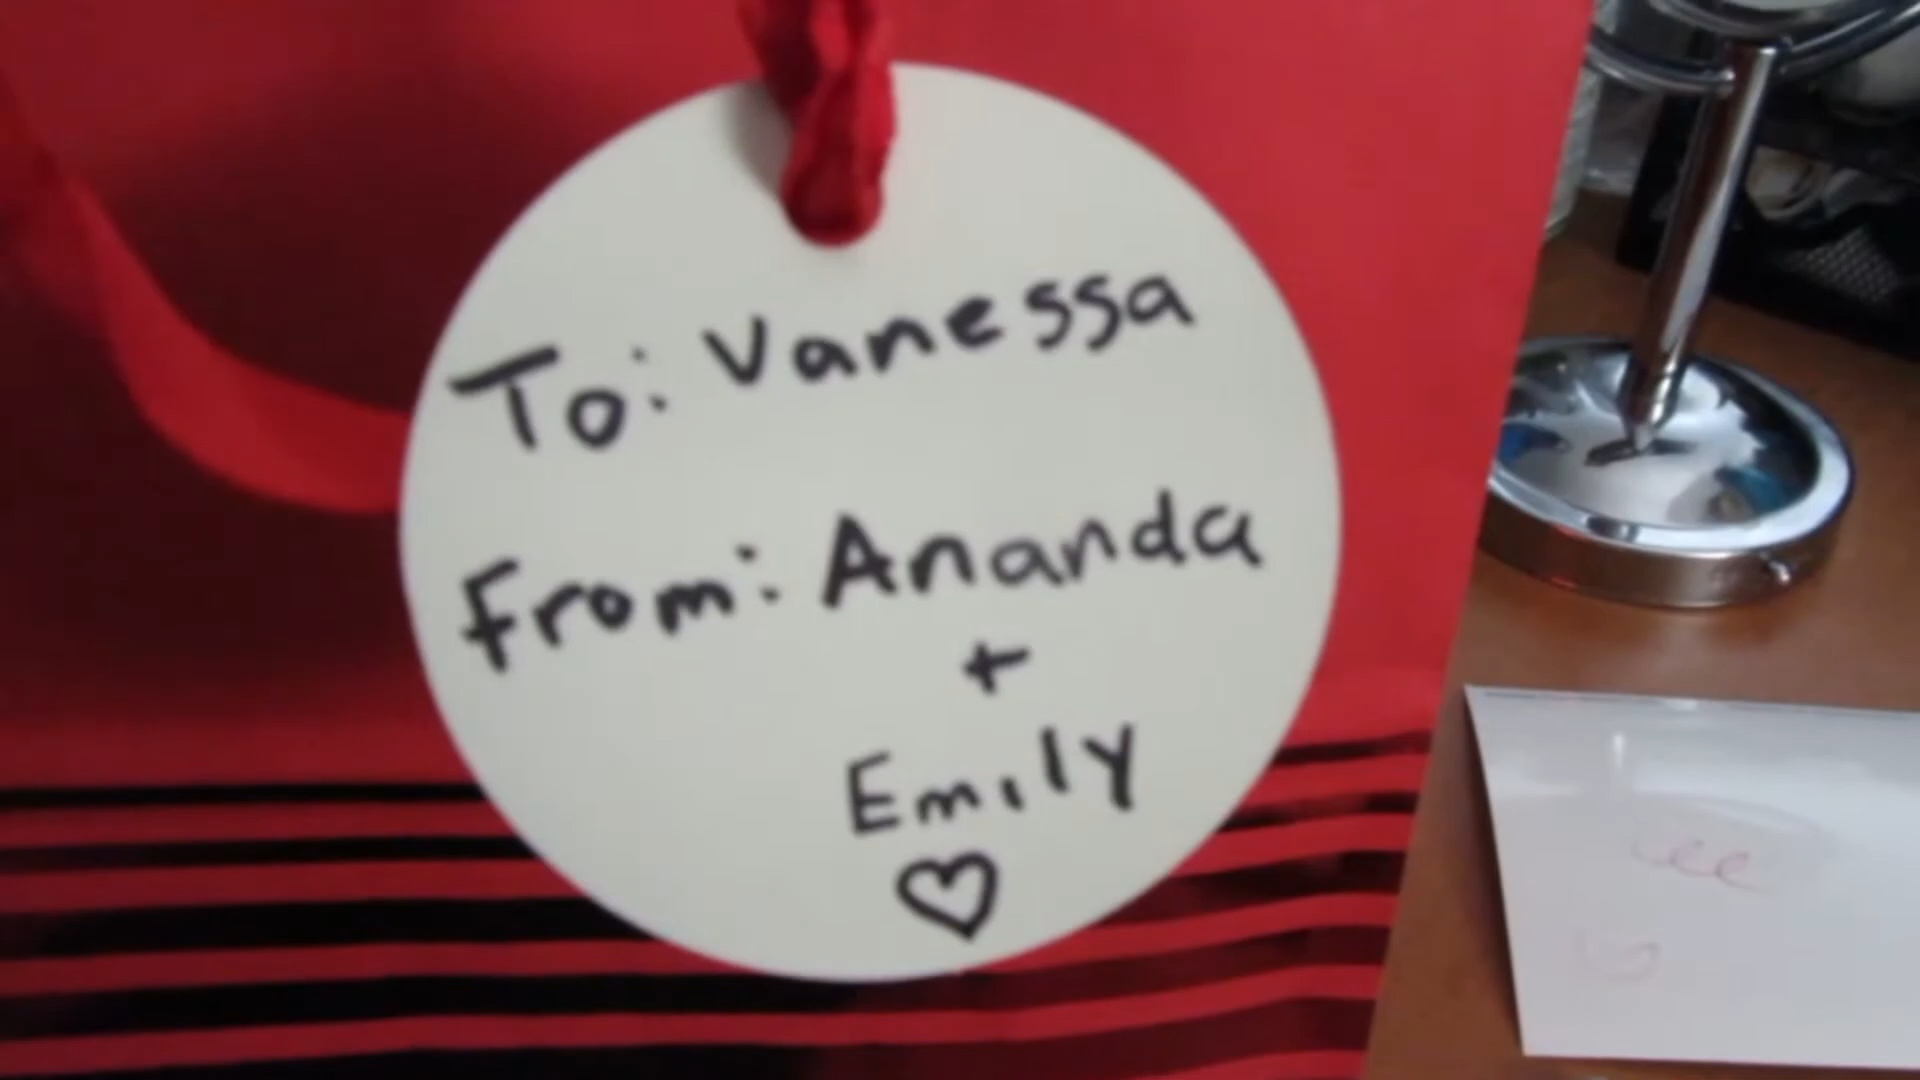 To: Vanessa
From: Ananda
+
Emily
♡